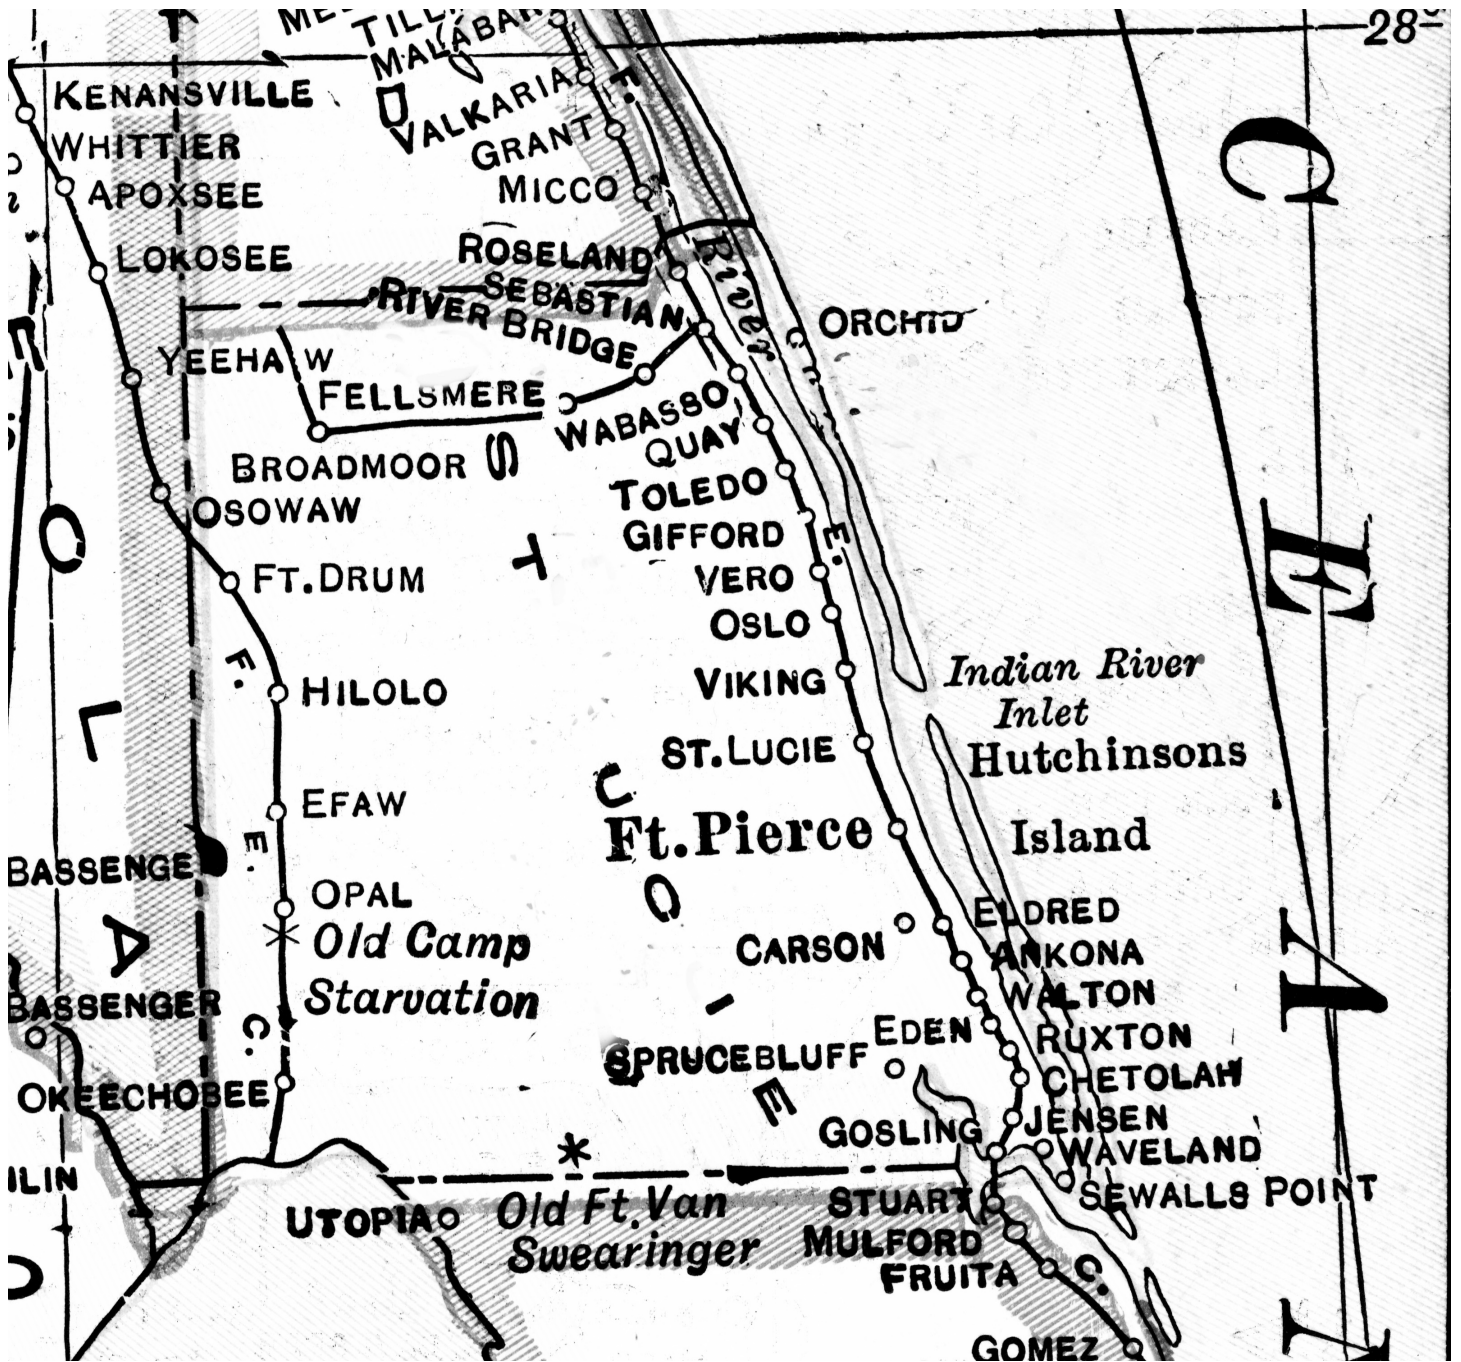 28°
TILL
MALABAR
KENANSVILLE
VALKARIA
F.
WHITTIER
GRANT
APOXSEE
MICCO
LOKOSEE
ROSELAND
River
SEBASTIAN
RIVER BRIDGE
ORCHID
YEEHAW
FELLSMERE
WABASSO
BROADMOOR
QUAY
OSOWAW
TOLEDO
GIFFORD
E.
FT. DRUM
VERO
OSLO
F.
HILOLO
VIKING
Indian River
Inlet
ST. LUCIE
Hutchinsons
Island
EFAW
Ft. Pierce
E.
BASSENGE
OPAL
ELDRED
Old Camp
Starvation
CARSON
ANKONA
WALTON
BASSENGER
C.
EDEN
RUXTON
SPRUCEBLUFF
CHETOLAH
OKEECHOBEE
JENSEN
GOSLING
WAVELAND
SEWALLS POINT
STUART
Old Ft. Van
Swearinger
UTOPIA
MULFORD
FRUITA
C.
GOMEZ
O L A
S T L U C I E
C E A